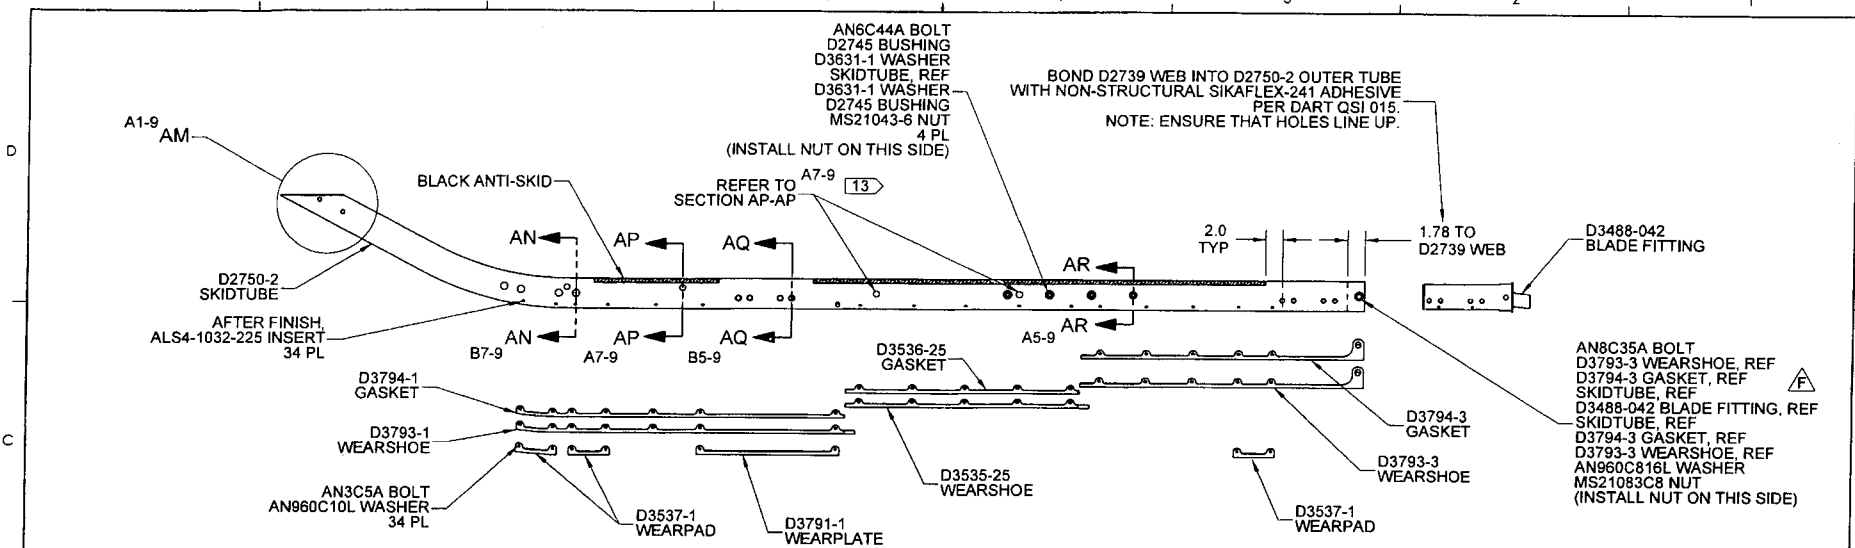 2
AN6C44A BOLT
D2745 BUSHING
D3631-1 WASHER
SKIDTUBE, REF
D3631-1 WASHER
D2745 BUSHING
MS21043-6 NUT
4 PL
(INSTALL NUT ON THIS SIDE)
BOND D2739 WEB INTO D2750-2 OUTER TUBE
WITH NON-STRUCTURAL SIKAFLEX-241 ADHESIVE
PER DART QSI 015.
NOTE: ENSURE THAT HOLES LINE UP.
A1-9
AM
D
BLACK ANTI-SKID
REFER TO
SECTION AP-AP
A7-9
13
AN
AP
AQ
AR
2.0
TYP
1.78 TO
D2739 WEB
D3488-042
BLADE FITTING
D2750-2
SKIDTUBE
AFTER FINISH,
ALS4-1032-225 INSERT
34 PL
B7-9
AN
A7-9
AP
B5-9
AQ
A5-9
AR
D3536-25
GASKET
AN8C35A BOLT
D3793-3 WEARSHOE, REF
D3794-3 GASKET, REF
SKIDTUBE, REF
D3488-042 BLADE FITTING, REF
SKIDTUBE, REF
D3794-3 GASKET, REF
D3793-3 WEARSHOE, REF
AN960C816L WASHER
MS21083C8 NUT
(INSTALL NUT ON THIS SIDE)
F
D3794-1
GASKET
D3794-3
GASKET
C
D3793-1
WEARSHOE
D3793-3
WEARSHOE
D3535-25
WEARSHOE
AN3C5A BOLT
AN960C10L WASHER
34 PL
D3537-1
WEARPAD
D3791-1
WEARPLATE
D3537-1
WEARPAD